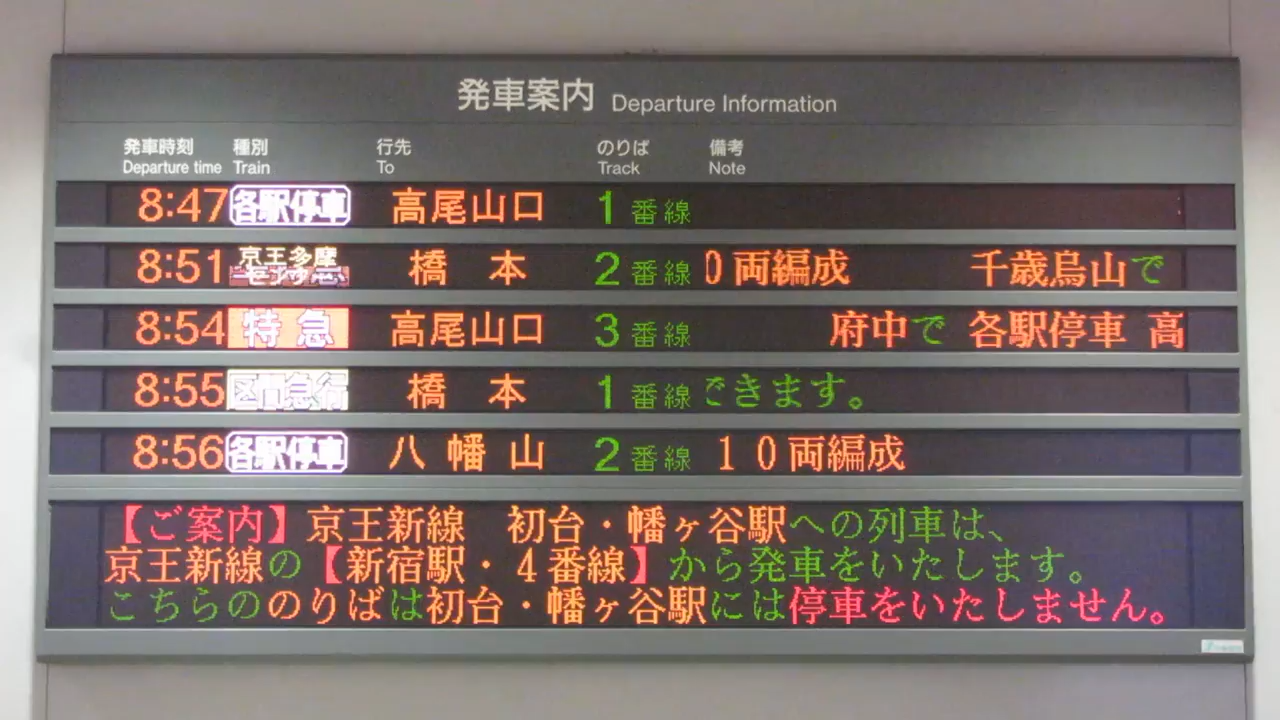 発車案内 Departure Information
発車時刻 種別 行先 のりば 備考
Departure time Train To Track Note
8:47 各駅停車 高尾山口 1 番線
8:51 京王多摩 橋本 2 番線 0両編成 千歳烏山で
8:54 特急 高尾山口 3 番線 府中で 各駅停車 高
8:55 区間急行 橋本 1 番線 できます。
8:56 各駅停車 八幡山 2 番線 10両編成
【ご案内】京王新線 初台・幡ヶ谷駅への列車は、
京王新線の【新宿駅・4番線】から発車をいたします。
こちらののりばは初台・幡ヶ谷駅には停車をいたしません。